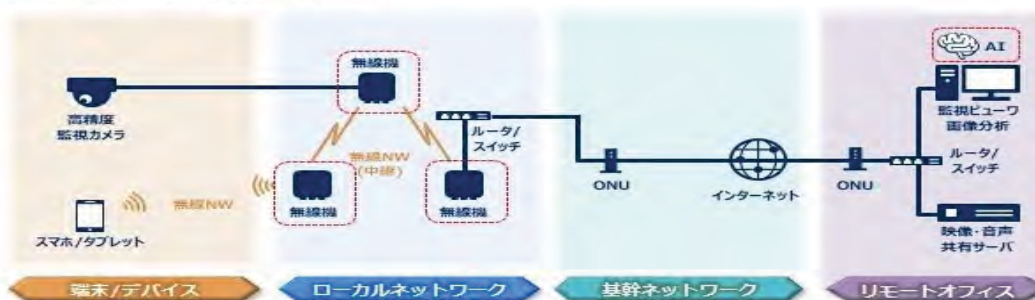 高精度
監視カメラ
スマホ/タブレット
無線NW
無線機
無線NW
(中継)
無線機
無線機
ルータ/
スイッチ
ONU
インターネット
ONU
AI
監視ビューワ
画像分析
ルータ/
スイッチ
映像・音声
共有サーバ
端末/デバイス
ローカルネットワーク
基幹ネットワーク
リモートオフィス